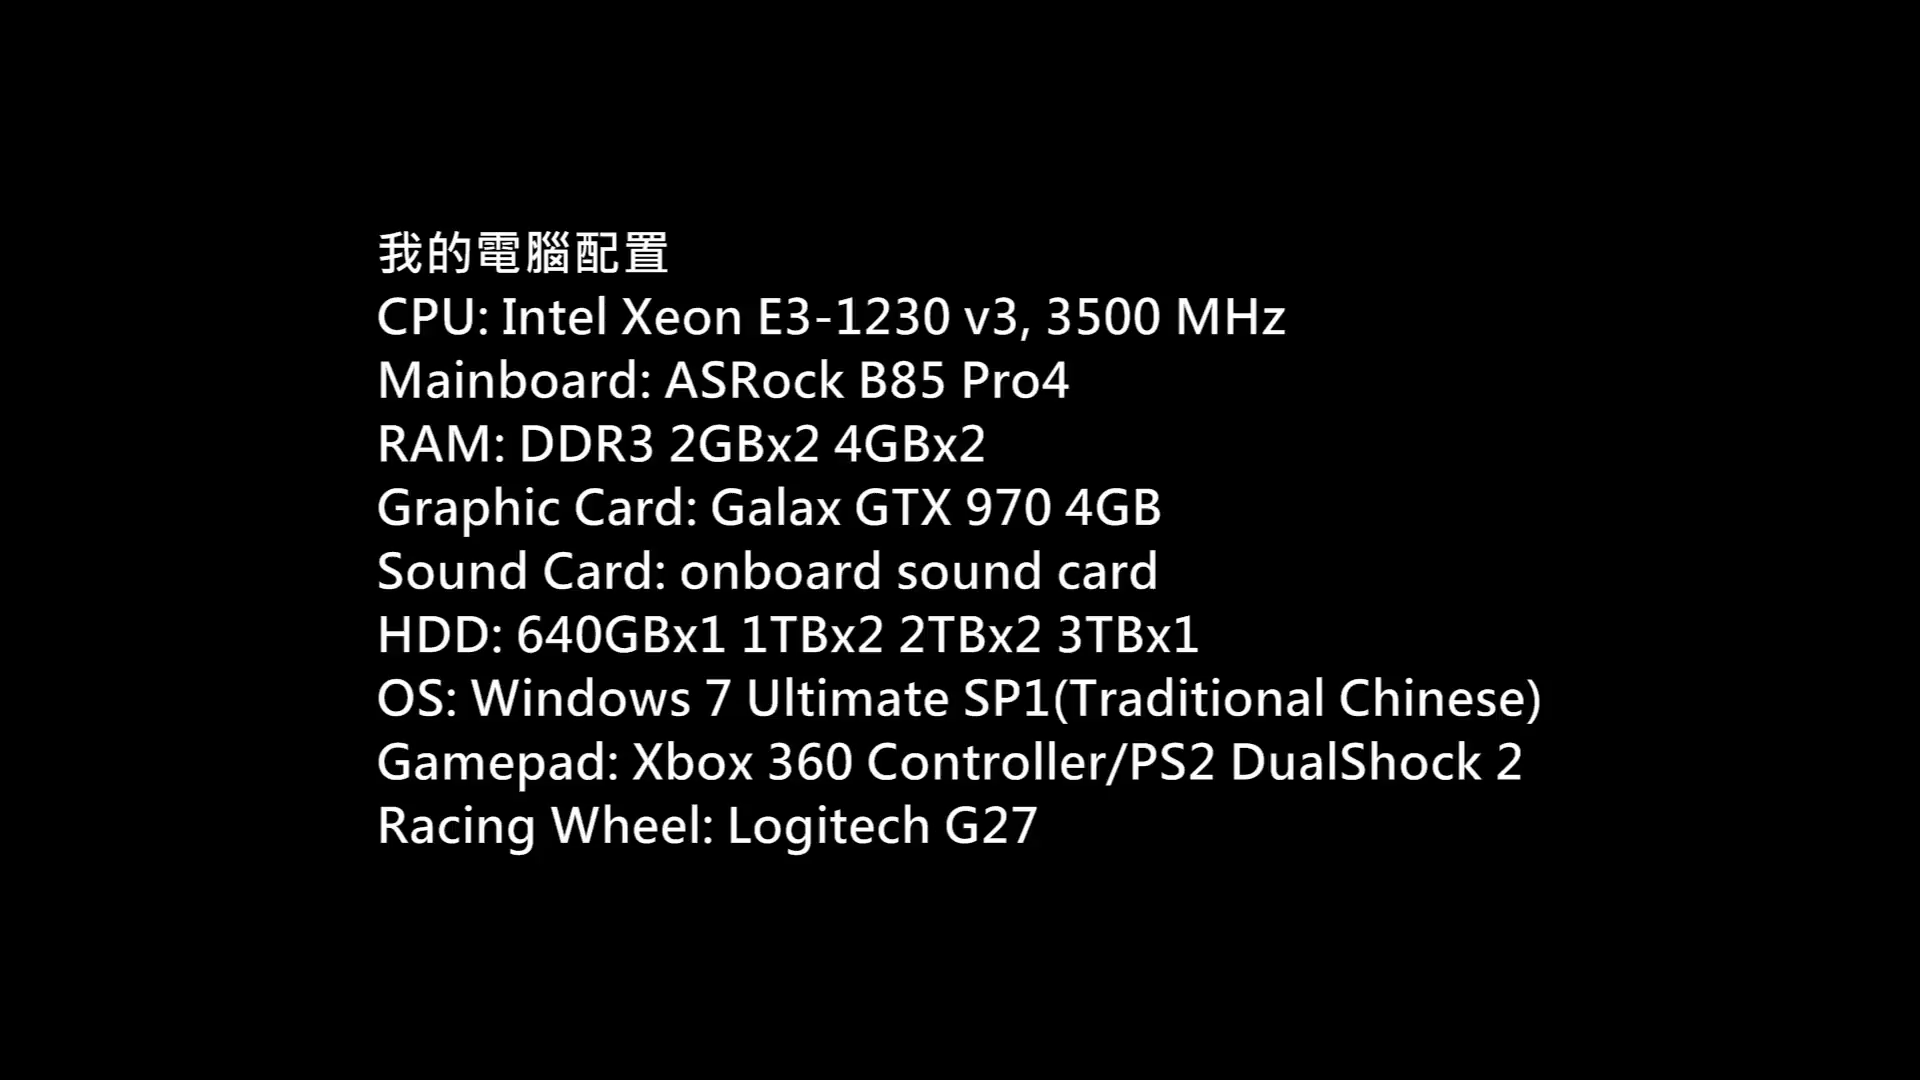 我的電腦配置
CPU: Intel Xeon E3-1230 v3, 3500 MHz
Mainboard: ASRock B85 Pro4
RAM: DDR3 2GBx2 4GBx2
Graphic Card: Galax GTX 970 4GB
Sound Card: onboard sound card
HDD: 640GBx1 1TBx2 2TBx2 3TBx1
OS: Windows 7 Ultimate SP1(Traditional Chinese)
Gamepad: Xbox 360 Controller/PS2 DualShock 2
Racing Wheel: Logitech G27